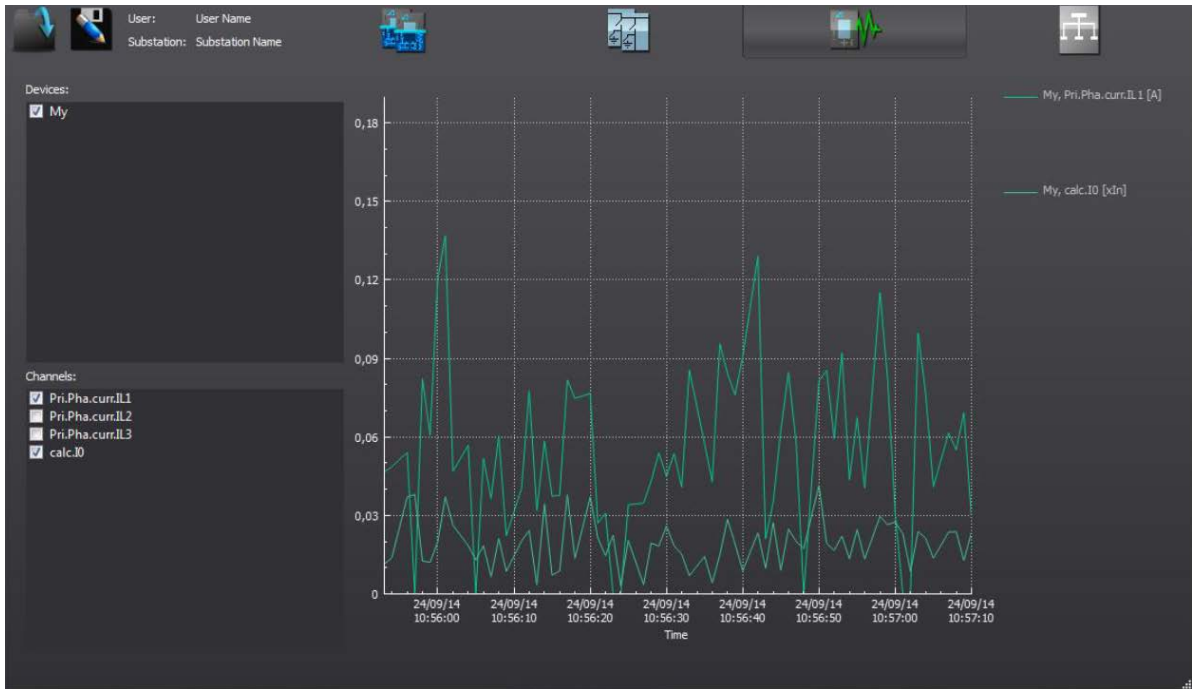 User: User Name
Substation: Substation Name
Devices:
My
Channels:
Pri.Pha.curr.IL1
Pri.Pha.curr.IL2
Pri.Pha.curr.IL3
calc.I0
0,18
0,15
0,12
0,09
0,06
0,03
0
24/09/14 24/09/14 24/09/14 24/09/14 24/09/14 24/09/14 24/09/14 24/09/14
10:56:00 10:56:10 10:56:20 10:56:30 10:56:40 10:56:50 10:57:00 10:57:10
Time
My, Pri.Pha.curr.IL1 [A]
My, calc.I0 [xIn]